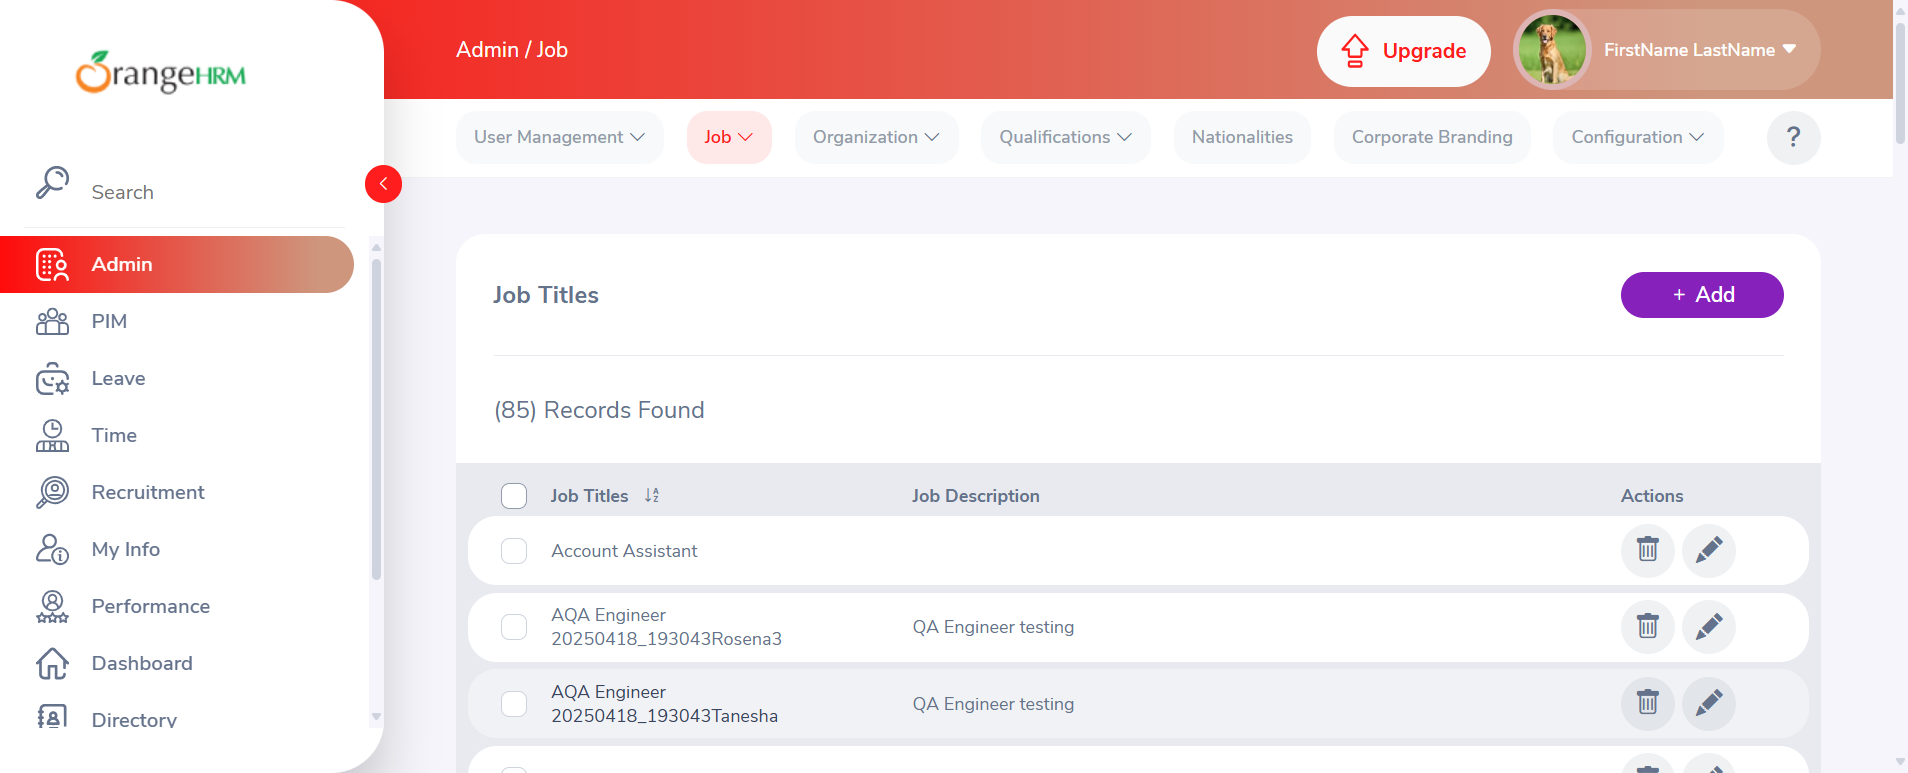 OrangeHRM
Admin / Job
Upgrade
FirstName LastName
User Management
Job
Organization
Qualifications
Nationalities
Corporate Branding
Configuration
?
Search
Admin
PIM
Leave
Time
Recruitment
My Info
Performance
Dashboard
Directory
Job Titles
+ Add
(85) Records Found
Job Titles
Job Description
Actions
Account Assistant
AQA Engineer
20250418_193043Rosena3
QA Engineer testing
AQA Engineer
20250418_193043Tanesha
QA Engineer testing